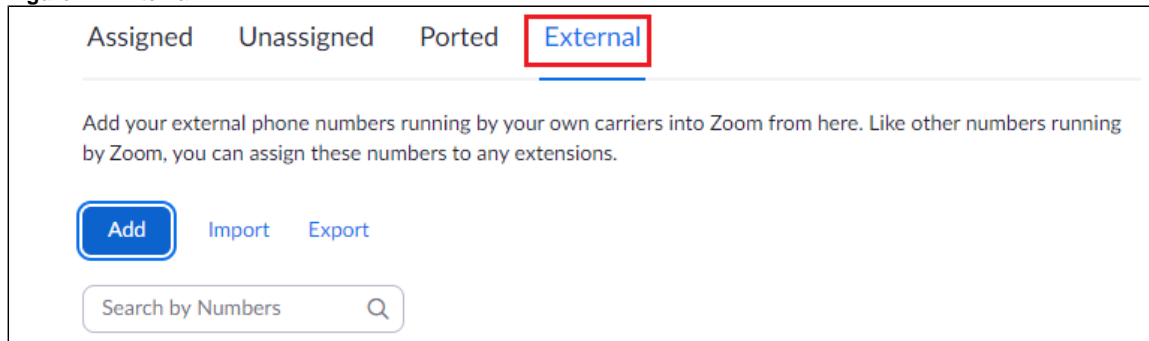 Assigned Unassigned Ported External
Add your external phone numbers running by your own carriers into Zoom from here. Like other numbers running
by Zoom, you can assign these numbers to any extensions.
Add Import Export
Search by Numbers